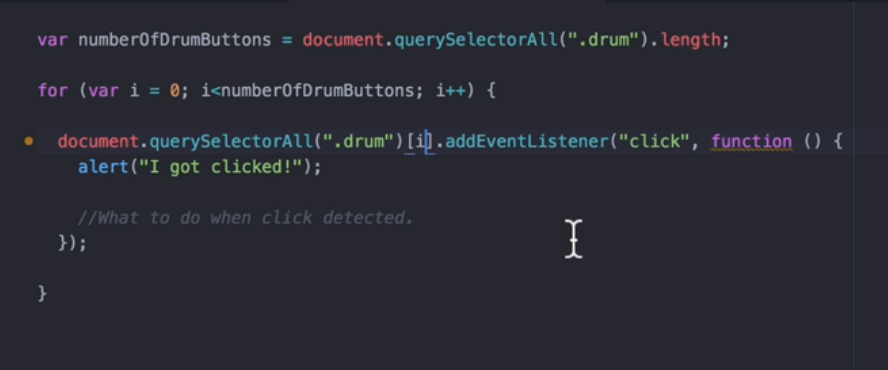 var numberOfDrumButtons = document.querySelectorAll(".drum").length;
for (var i = 0; i<numberOfDrumButtons; i++) {
document.querySelectorAll(".drum")[i].addEventListener("click", function () {
alert("I got clicked!");
//What to do when click detected.
});
}